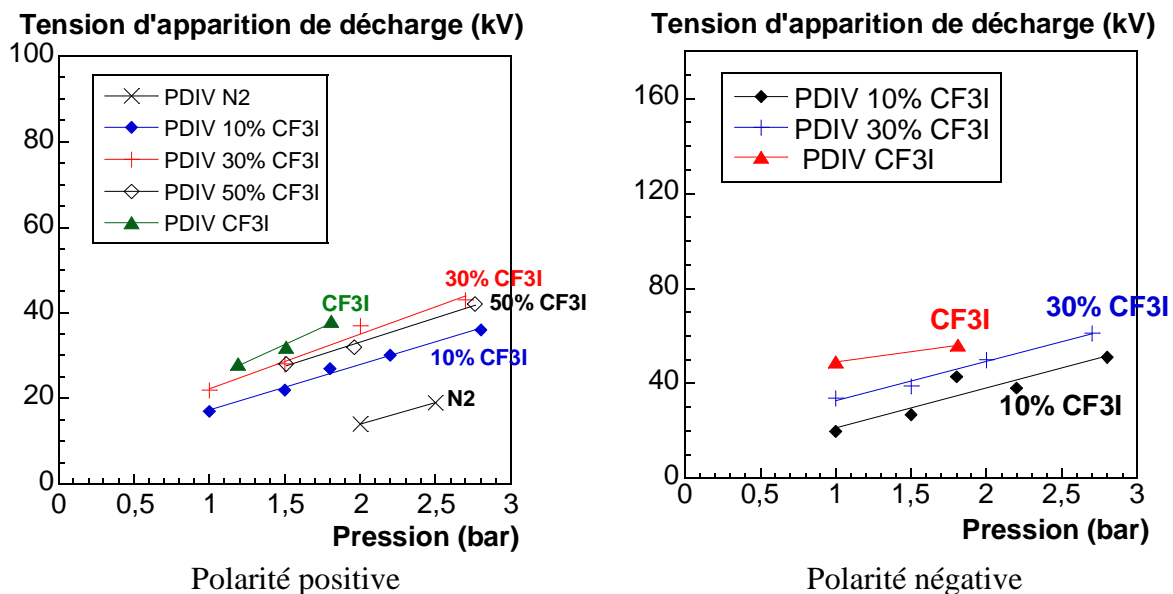 Tension d'apparition de décharge (kV)
100
80
60
40
20
0
PDIV N2
PDIV 10% CF3I
PDIV 30% CF3I
PDIV 50% CF3I
PDIV CF3I
CF3I
30% CF3I
50% CF3I
10% CF3I
N2
0 0,5 1 1,5 2 2,5 3
Pression (bar)
Polarité positive
Tension d'apparition de décharge (kV)
160
120
80
40
0
PDIV 10% CF3I
PDIV 30% CF3I
PDIV CF3I
CF3I
30% CF3I
10% CF3I
0 0,5 1 1,5 2 2,5 3
Pression (bar)
Polarité négative